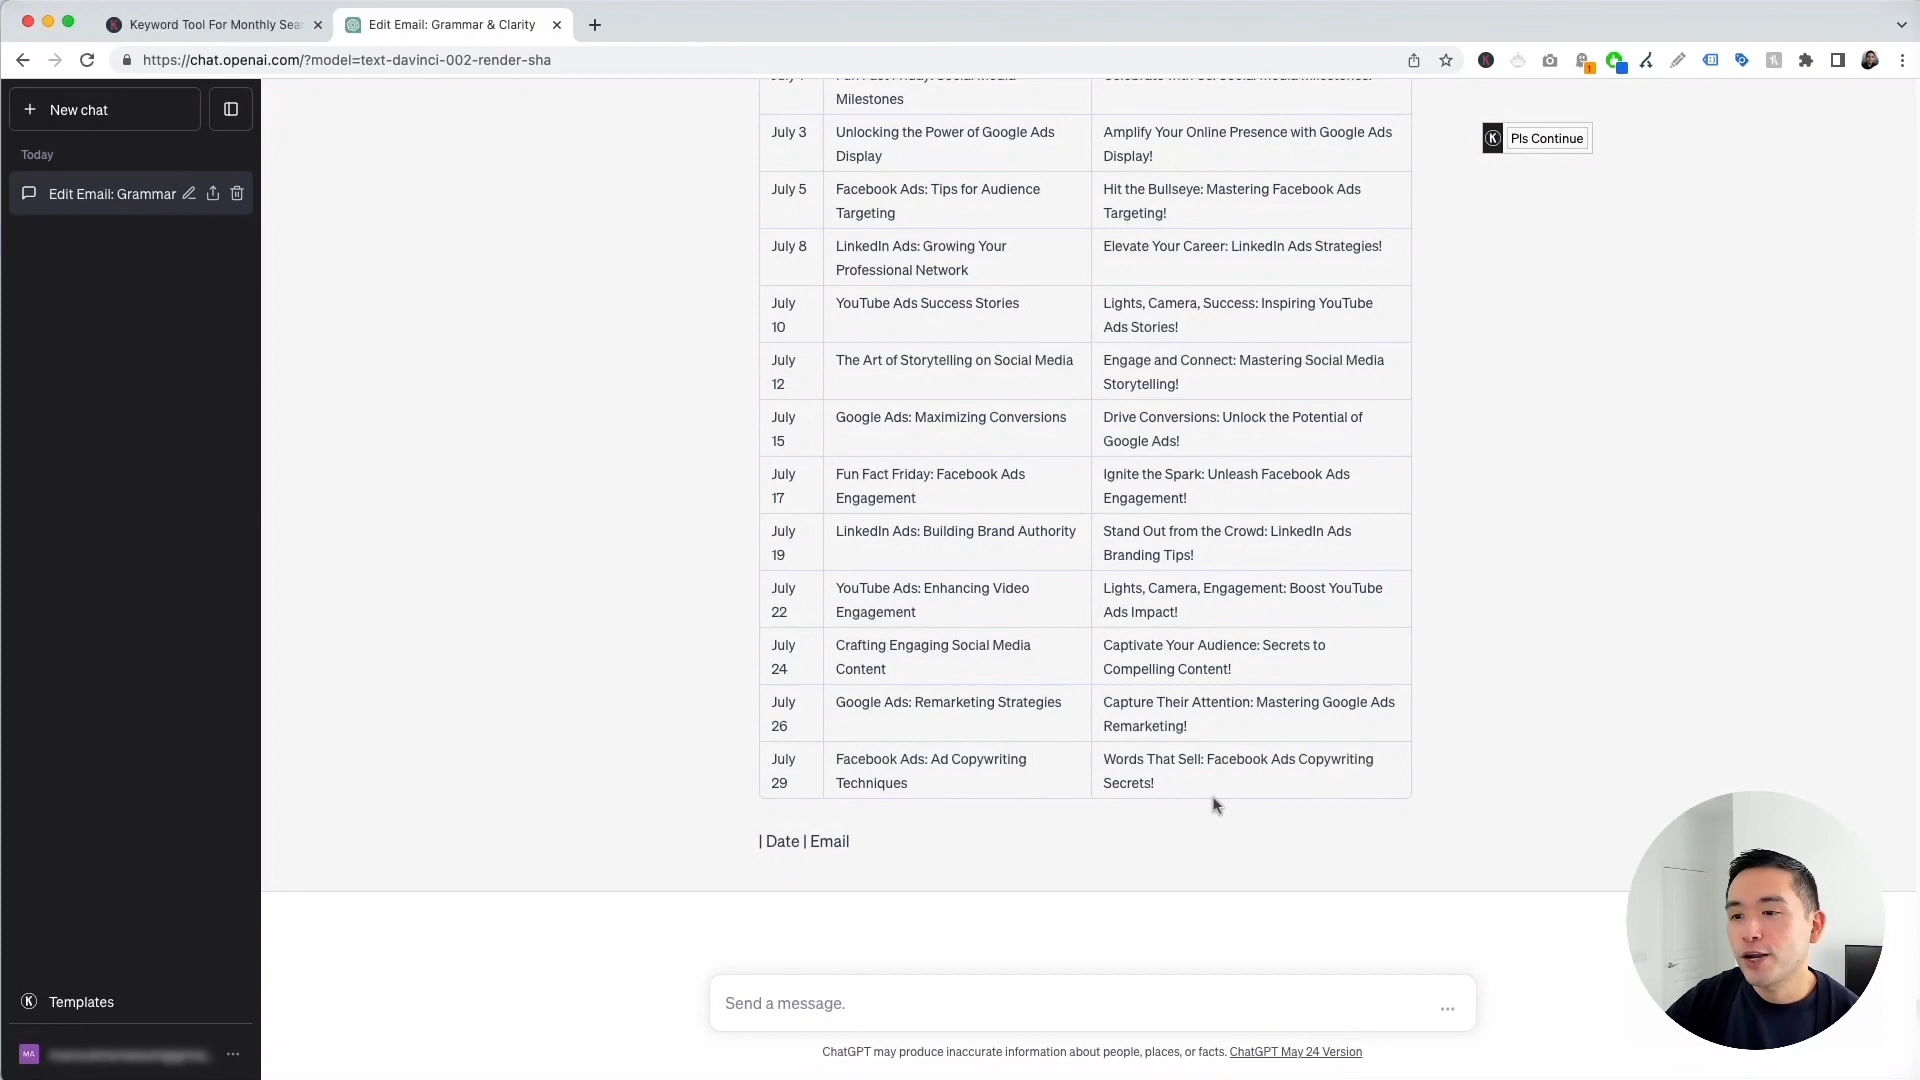 Keyword Tool For Monthly Sea
Edit Email: Grammar & Clarity
https://chat.openai.com/?model=text-davinci-002-render-sha
1
New chat
Today
Edit Email: Grammar
Milestones
July 3
Unlocking the Power of Google Ads
Display
Amplify Your Online Presence with Google Ads
Display!
July 5
Facebook Ads: Tips for Audience
Targeting
Hit the Bullseye: Mastering Facebook Ads
Targeting!
July 8
LinkedIn Ads: Growing Your
Professional Network
Elevate Your Career: LinkedIn Ads Strategies!
July
10
YouTube Ads Success Stories
Lights, Camera, Success: Inspiring YouTube
Ads Stories!
July
12
The Art of Storytelling on Social Media
Engage and Connect: Mastering Social Media
Storytelling!
July
15
Google Ads: Maximizing Conversions
Drive Conversions: Unlock the Potential of
Google Ads!
July
17
Fun Fact Friday: Facebook Ads
Engagement
Ignite the Spark: Unleash Facebook Ads
Engagement!
July
19
LinkedIn Ads: Building Brand Authority
Stand Out from the Crowd: LinkedIn Ads
Branding Tips!
July
22
YouTube Ads: Enhancing Video
Engagement
Lights, Camera, Engagement: Boost YouTube
Ads Impact!
July
24
Crafting Engaging Social Media
Content
Captivate Your Audience: Secrets to
Compelling Content!
July
26
Google Ads: Remarketing Strategies
Capture Their Attention: Mastering Google Ads
Remarketing!
July
29
Facebook Ads: Ad Copywriting
Techniques
Words That Sell: Facebook Ads Copywriting
Secrets!
| Date | Email
K
Pls Continue
K
Templates
MA
Send a message.
ChatGPT may produce inaccurate information about people, places, or facts. ChatGPT May 24 Version